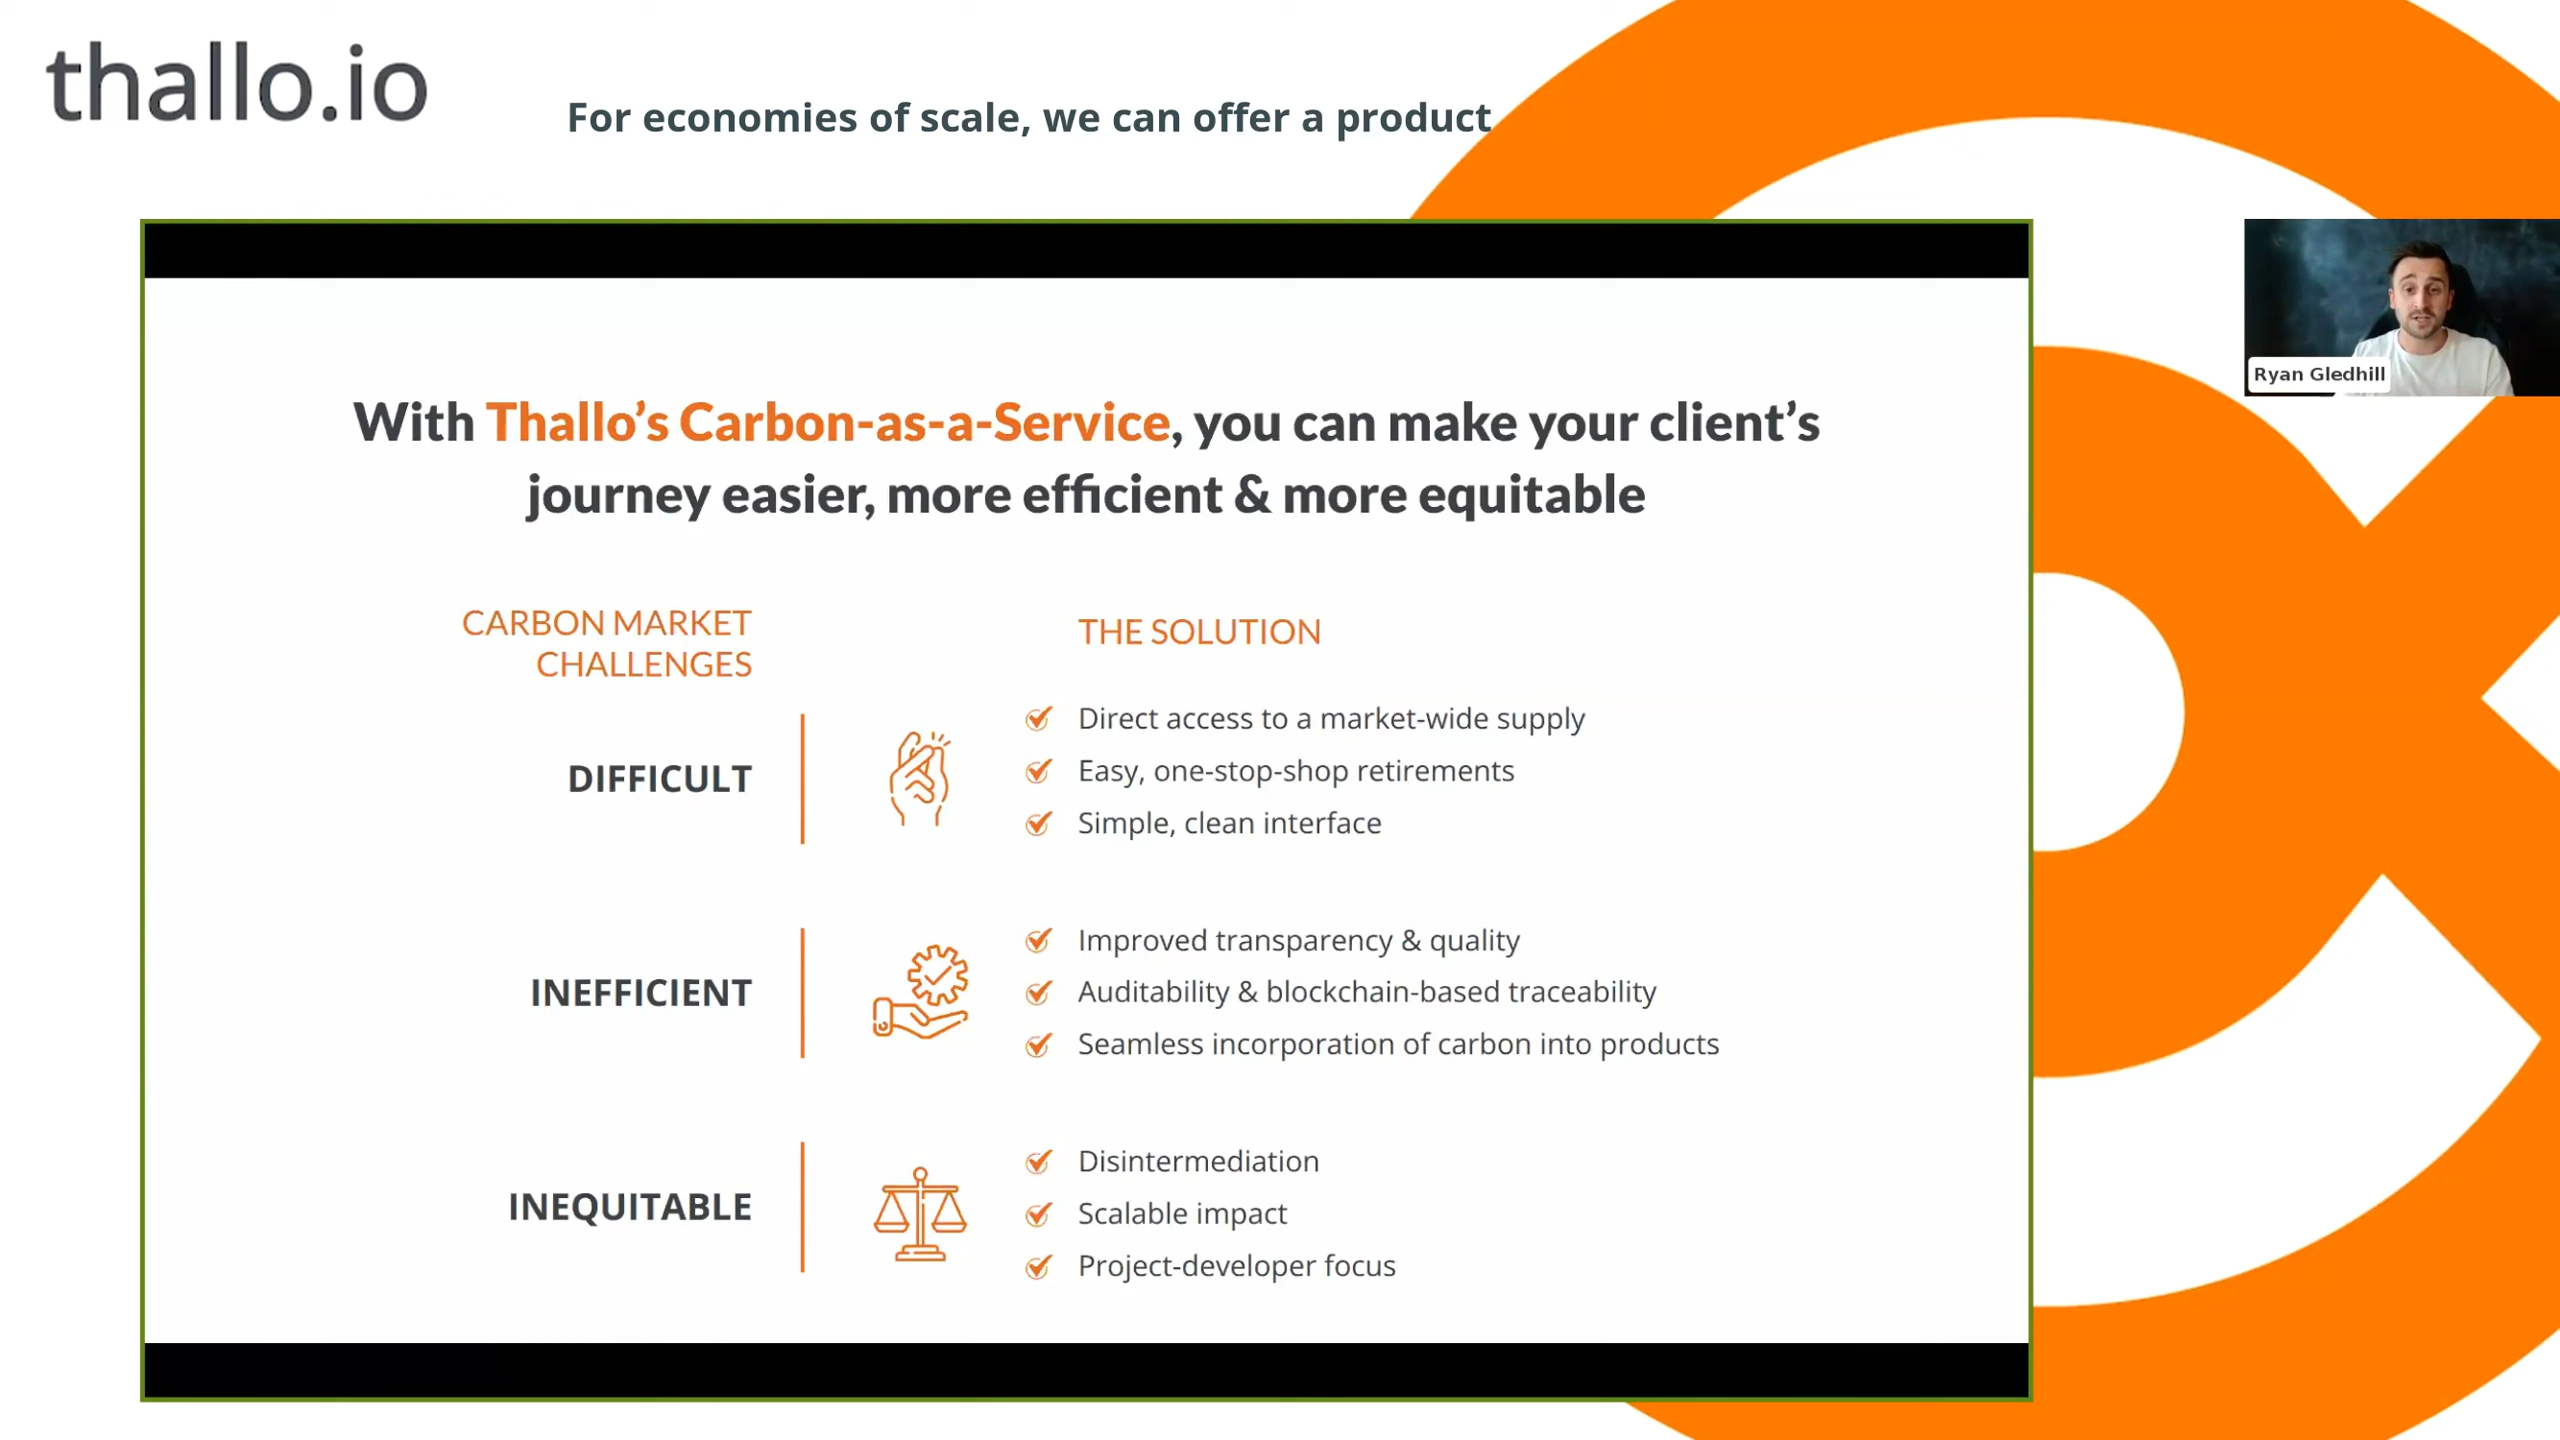 thallo.io
For economies of scale, we can offer a product
Ryan Gledhill
With Thallo’s Carbon-as-a-Service, you can make your client’s
journey easier, more efficient & more equitable
CARBON MARKET
CHALLENGES
THE SOLUTION
DIFFICULT
Direct access to a market-wide supply
Easy, one-stop-shop retirements
Simple, clean interface
INEFFICIENT
Improved transparency & quality
Auditability & blockchain-based traceability
Seamless incorporation of carbon into products
INEQUITABLE
Disintermediation
Scalable impact
Project-developer focus